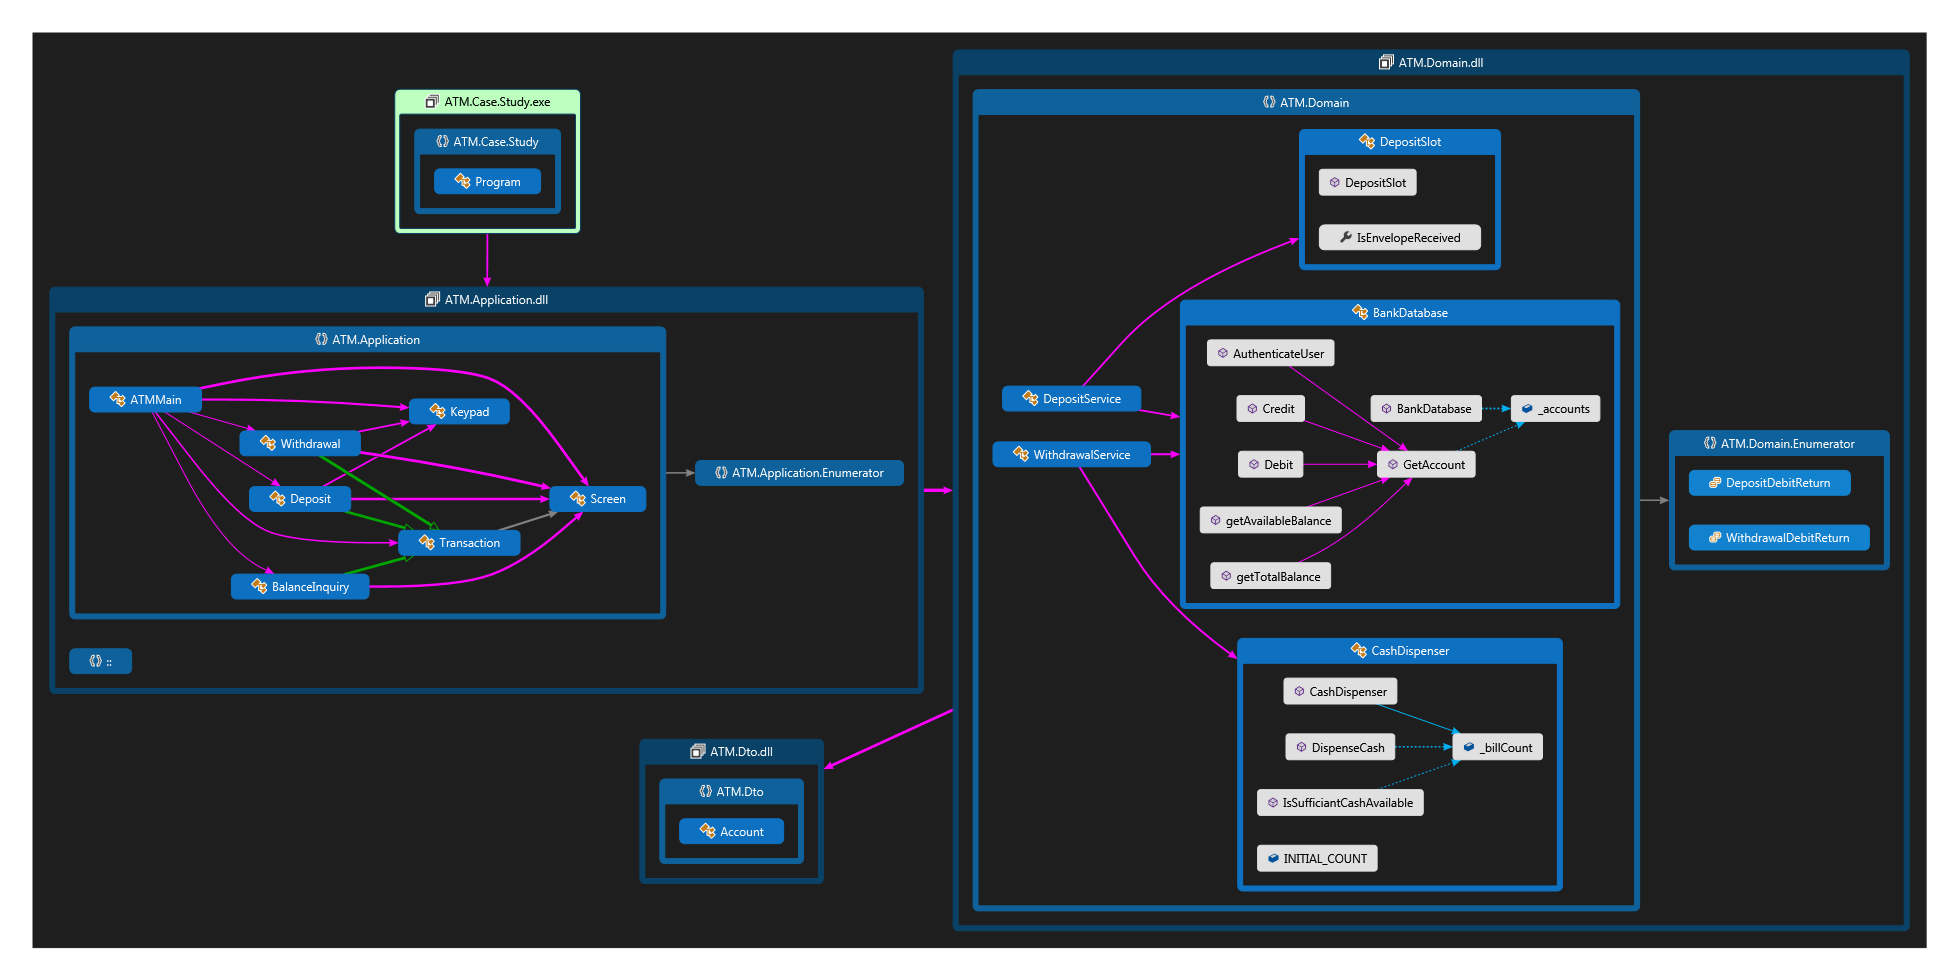 ATM.Case.Study.exe
ATM.Case.Study
Program
ATM.Application.dll
ATM.Application
ATMMain
Keypad
Withdrawal
Deposit
Screen
Transaction
BalanceInquiry
ATM.Application.Enumerator
::
ATM.Dto.dll
ATM.Dto
Account
ATM.Domain.dll
ATM.Domain
DepositSlot
DepositSlot
IsEnvelopeReceived
DepositService
WithdrawalService
BankDatabase
AuthenticateUser
Credit
BankDatabase
_accounts
Debit
GetAccount
getAvailableBalance
getTotalBalance
CashDispenser
CashDispenser
DispenseCash
_billCount
IsSufficiantCashAvailable
INITIAL_COUNT
ATM.Domain.Enumerator
DepositDebitReturn
WithdrawalDebitReturn